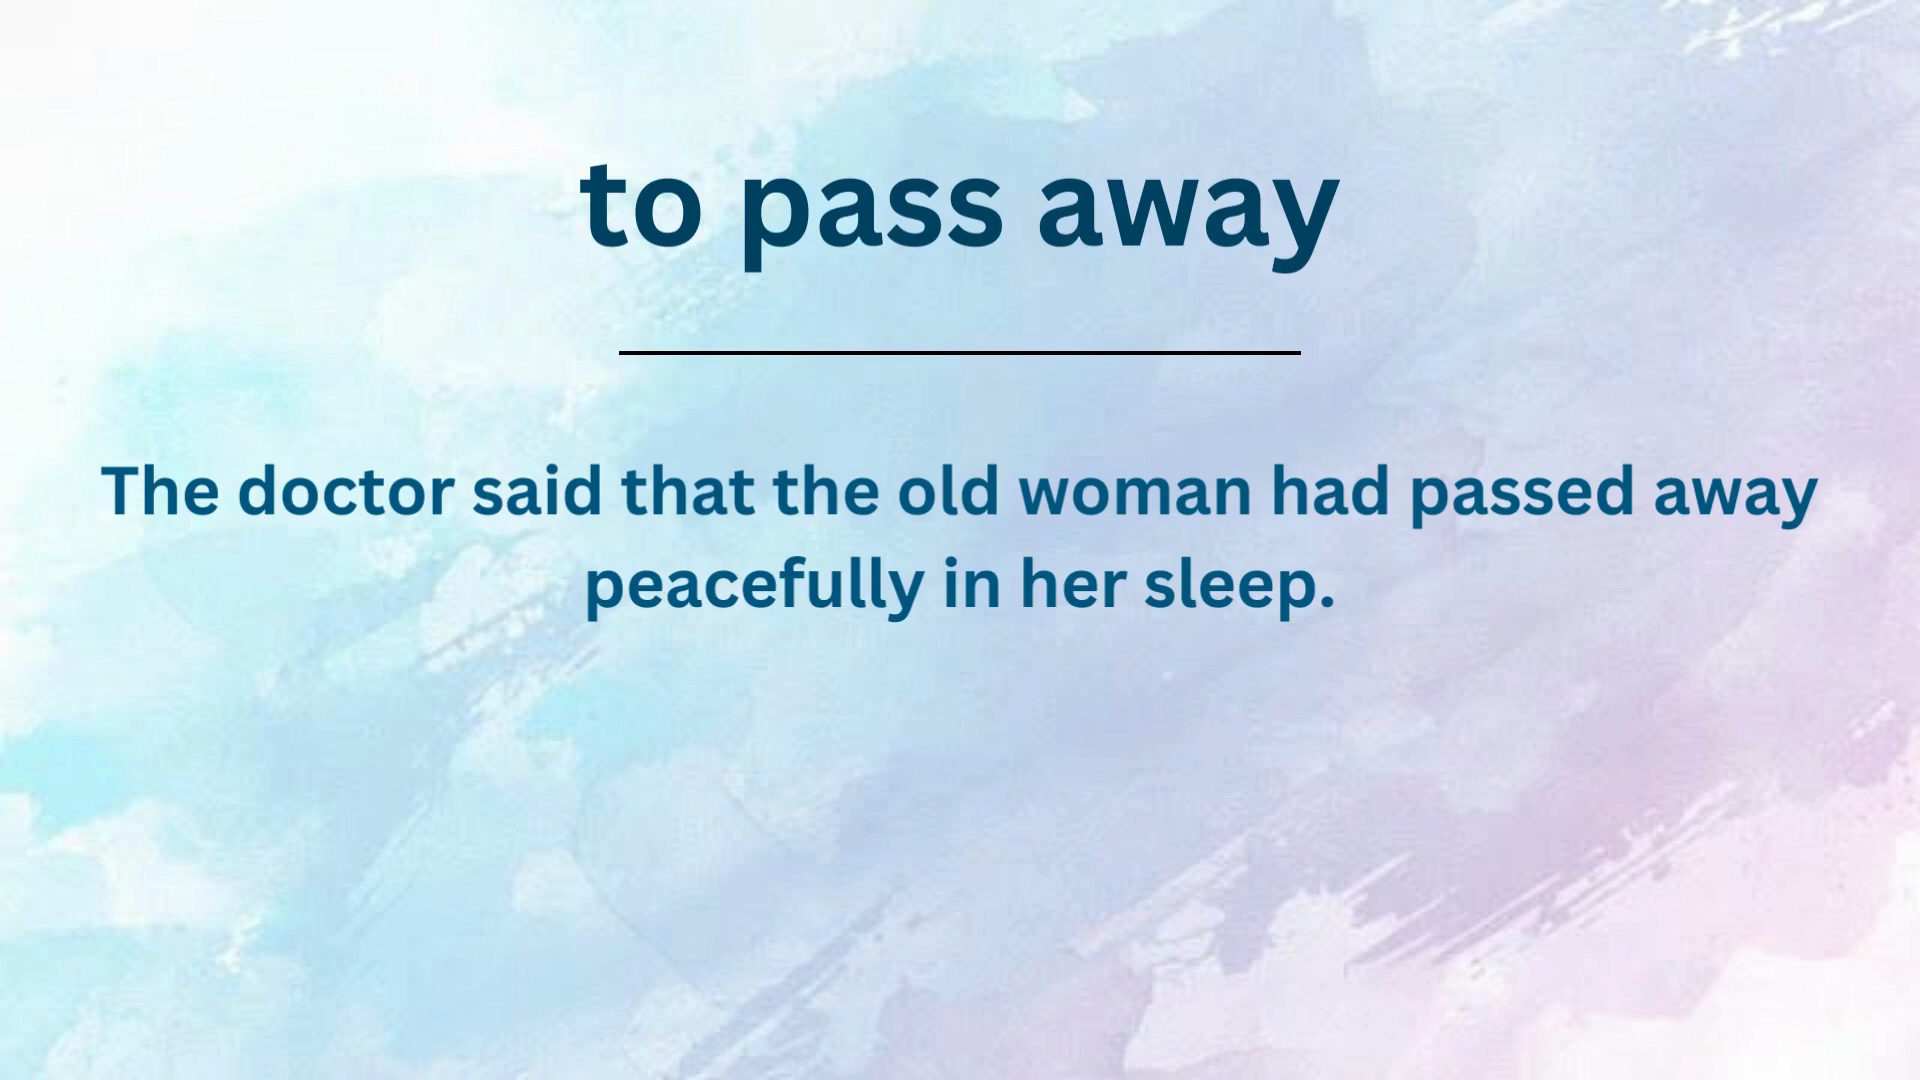 to pass away
The doctor said that the old woman had passed away
peacefully in her sleep.